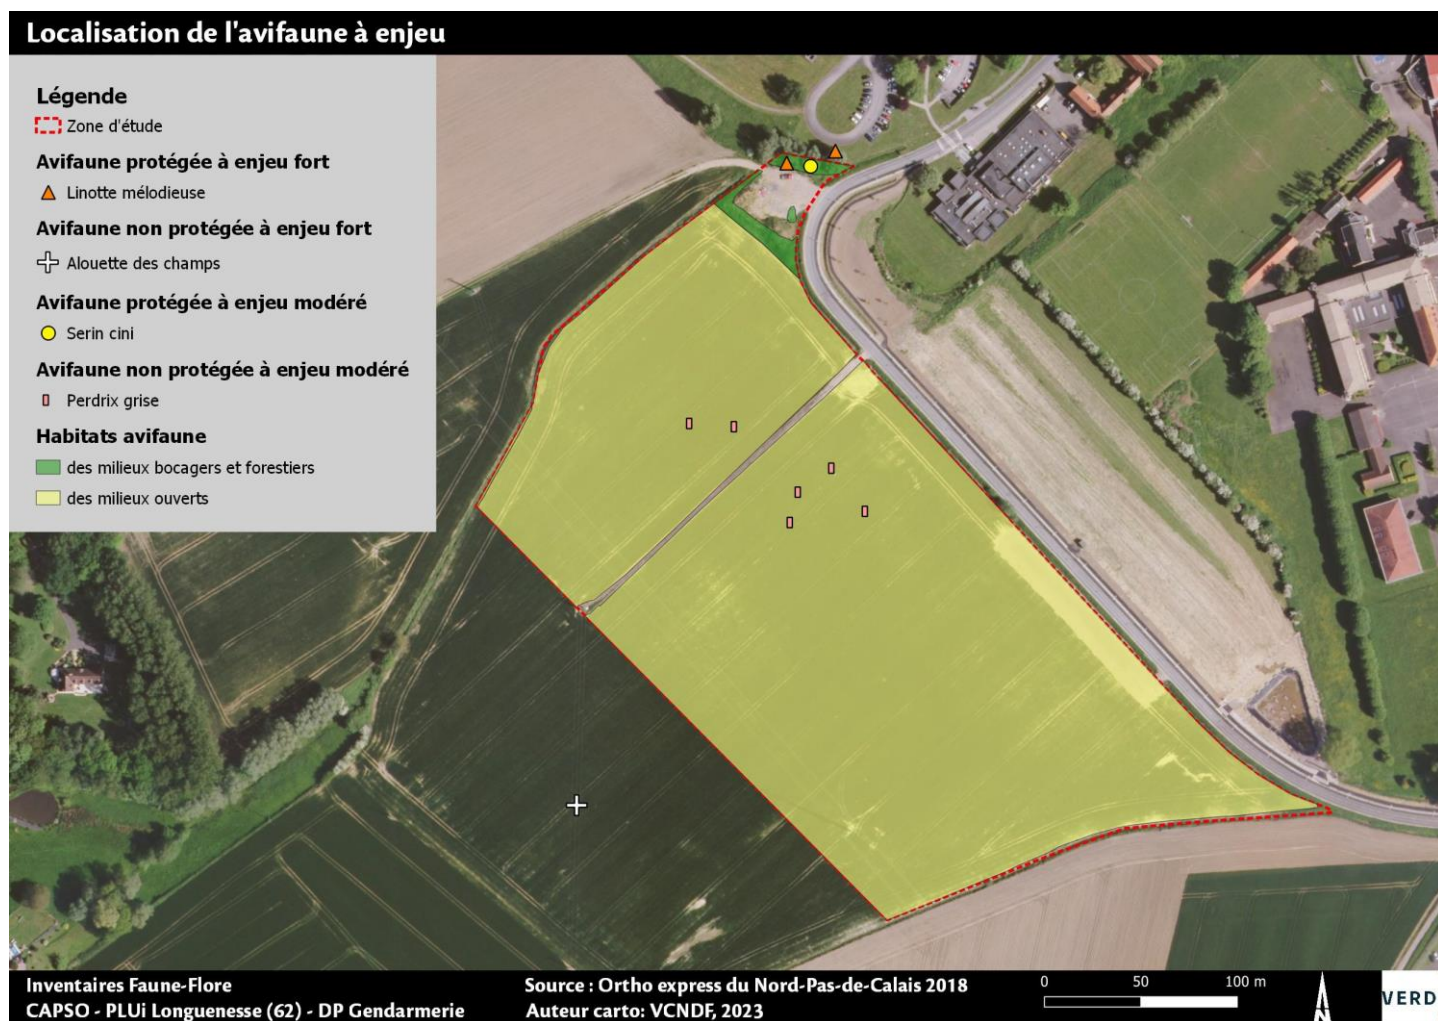 Localisation de l'avifaune à enjeu
Légende
Zone d'étude
Avifaune protégée à enjeu fort
Linotte mélodieuse
Avifaune non protégée à enjeu fort
Alouette des champs
Avifaune protégée à enjeu modéré
Serin cini
Avifaune non protégée à enjeu modéré
Perdrix grise
Habitats avifaune
des milieux bocagers et forestiers
des milieux ouverts
Inventaires Faune-Flore
CAPSO - PLUi Longuenesse (62) - DP Gendarmerie
Source : Ortho express du Nord-Pas-de-Calais 2018
Auteur carto: VCNDF, 2023
0 50 100 m
N
VERD